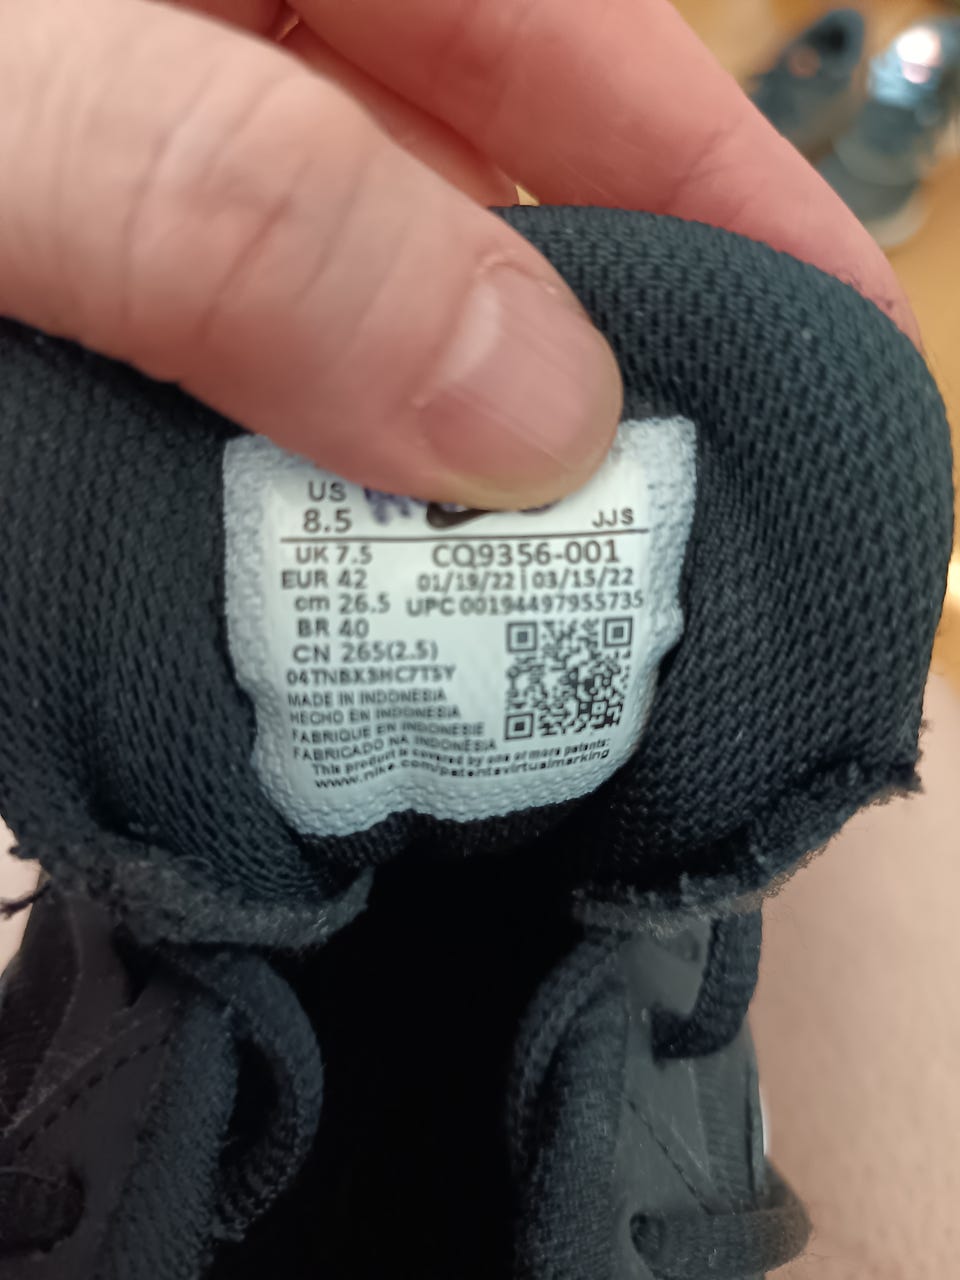 US
8.5
JJS
UK 7.5 CQ9356-001
EUR 42 01/19/22 | 03/15/22
cm 26.5 UPC 00194497955735
BR 40
CN 265(2.5)
MADE IN INDONESIA
HECHO EN INDONESIA
FABRIQUE EN INDONESIE
FABRICADO NA INDONÉSIA
This product is covered by one or more patents:
www.nike.com/patentsvirtualmarking